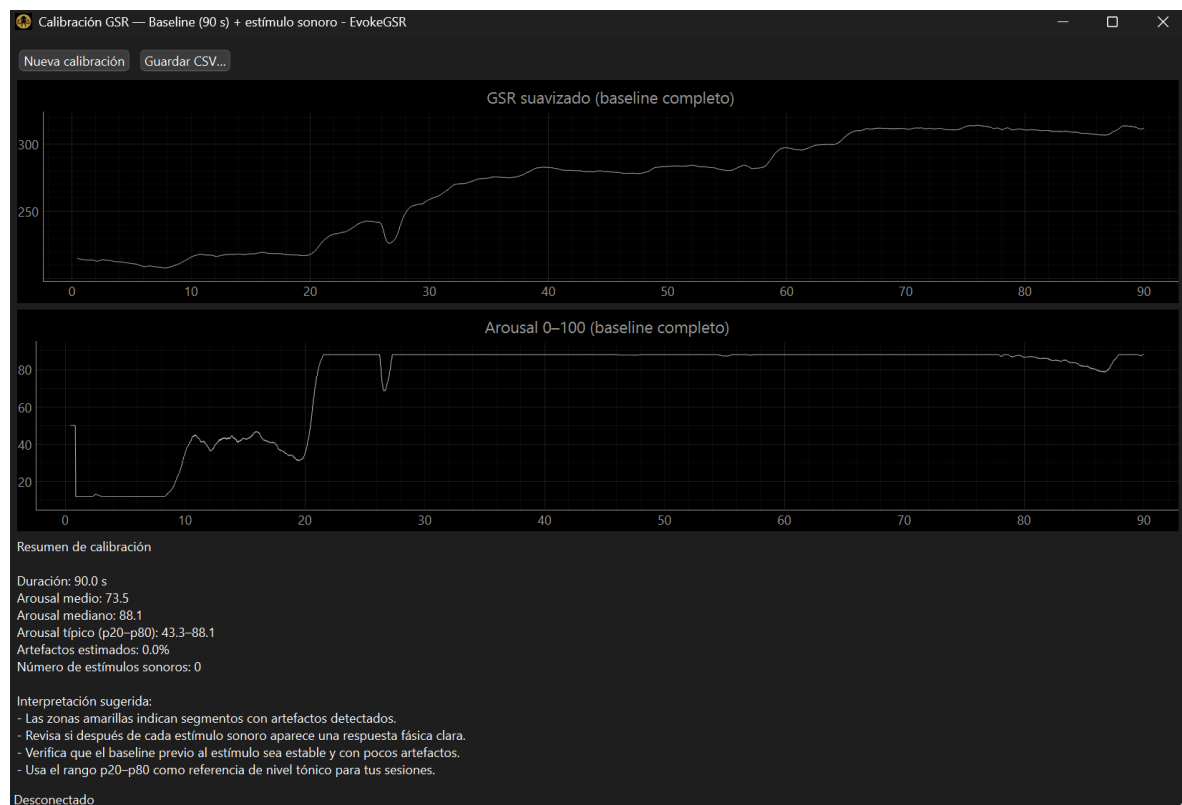 Calibración GSR — Baseline (90 s) + estímulo sonoro - EvokeGSR
Nueva calibración Guardar CSV...
GSR suavizado (baseline completo)
300
250
0 10 20 30 40 50 60 70 80 90
Arousal 0–100 (baseline completo)
80
60
40
20
0 10 20 30 40 50 60 70 80 90
Resumen de calibración
Duración: 90.0 s
Arousal medio: 73.5
Arousal mediano: 88.1
Arousal típico (p20–p80): 43.3–88.1
Artefactos estimados: 0.0%
Número de estímulos sonoros: 0
Interpretación sugerida:
- Las zonas amarillas indican segmentos con artefactos detectados.
- Revisa si después de cada estímulo sonoro aparece una respuesta fásica clara.
- Verifica que el baseline previo al estímulo sea estable y con pocos artefactos.
- Usa el rango p20–p80 como referencia de nivel tónico para tus sesiones.
Desconectado